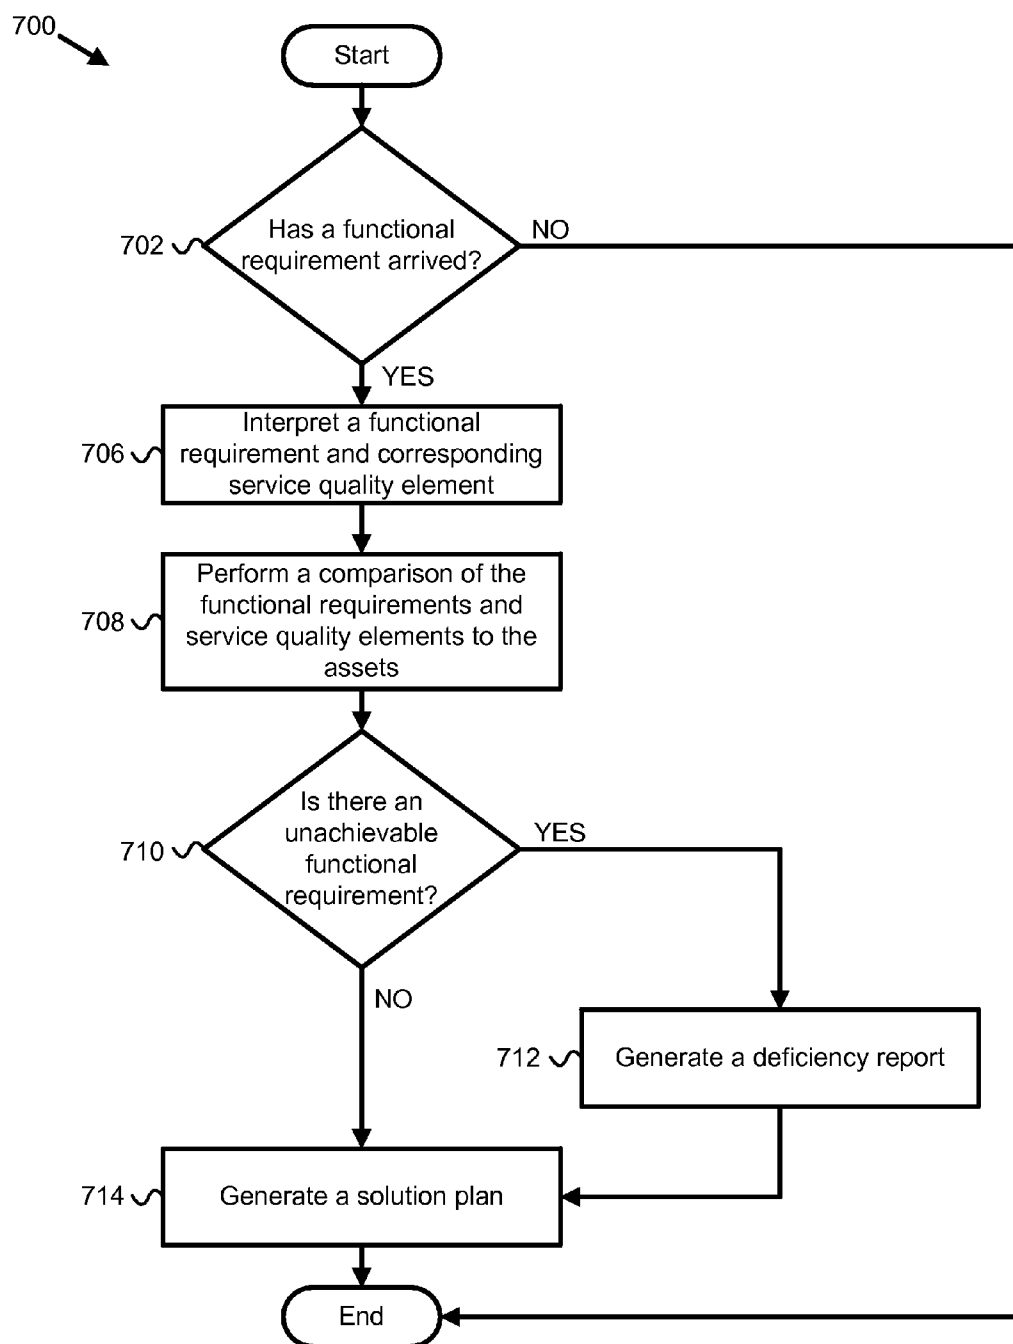 700
Start
702
Has a functional
requirement arrived?
NO
YES
706
Interpret a functional
requirement and corresponding
service quality element
708
Perform a comparison of the
functional requirements and
service quality elements to the
assets
710
Is there an
unachievable
functional
requirement?
YES
NO
712
Generate a deficiency report
714
Generate a solution plan
End